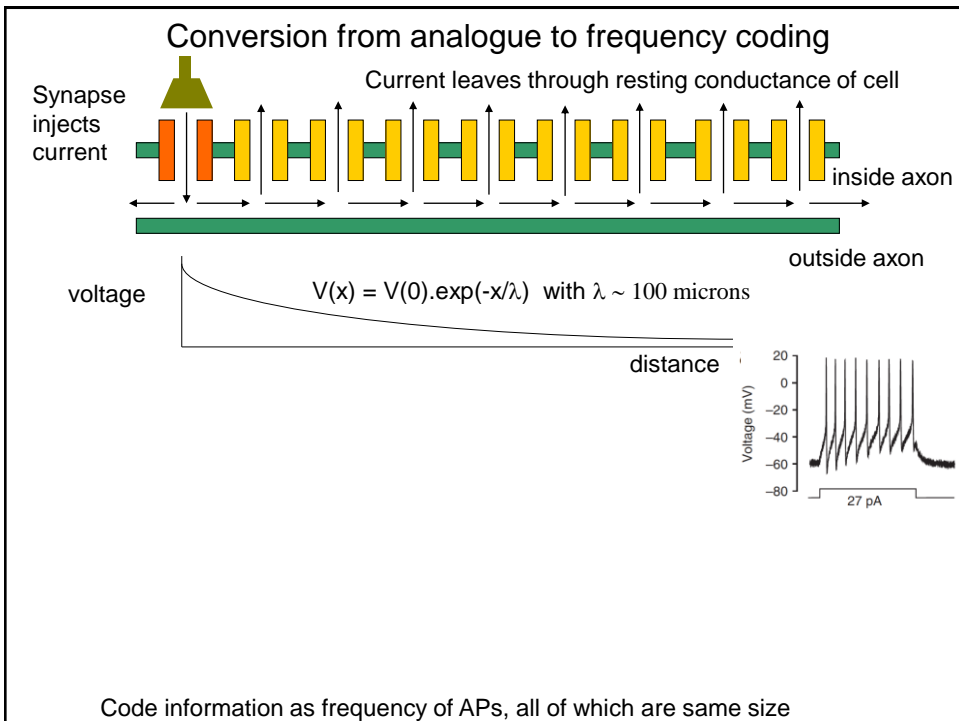 Conversion from analogue to frequency coding
Current leaves through resting conductance of cell
Synapse
injects
current
inside axon
outside axon
voltage
V(x) = V(0).exp(-x/λ) with λ ~ 100 microns
distance
Voltage (mV)
20
0
−20
−40
−60
−80
27 pA
Code information as frequency of APs, all of which are same size